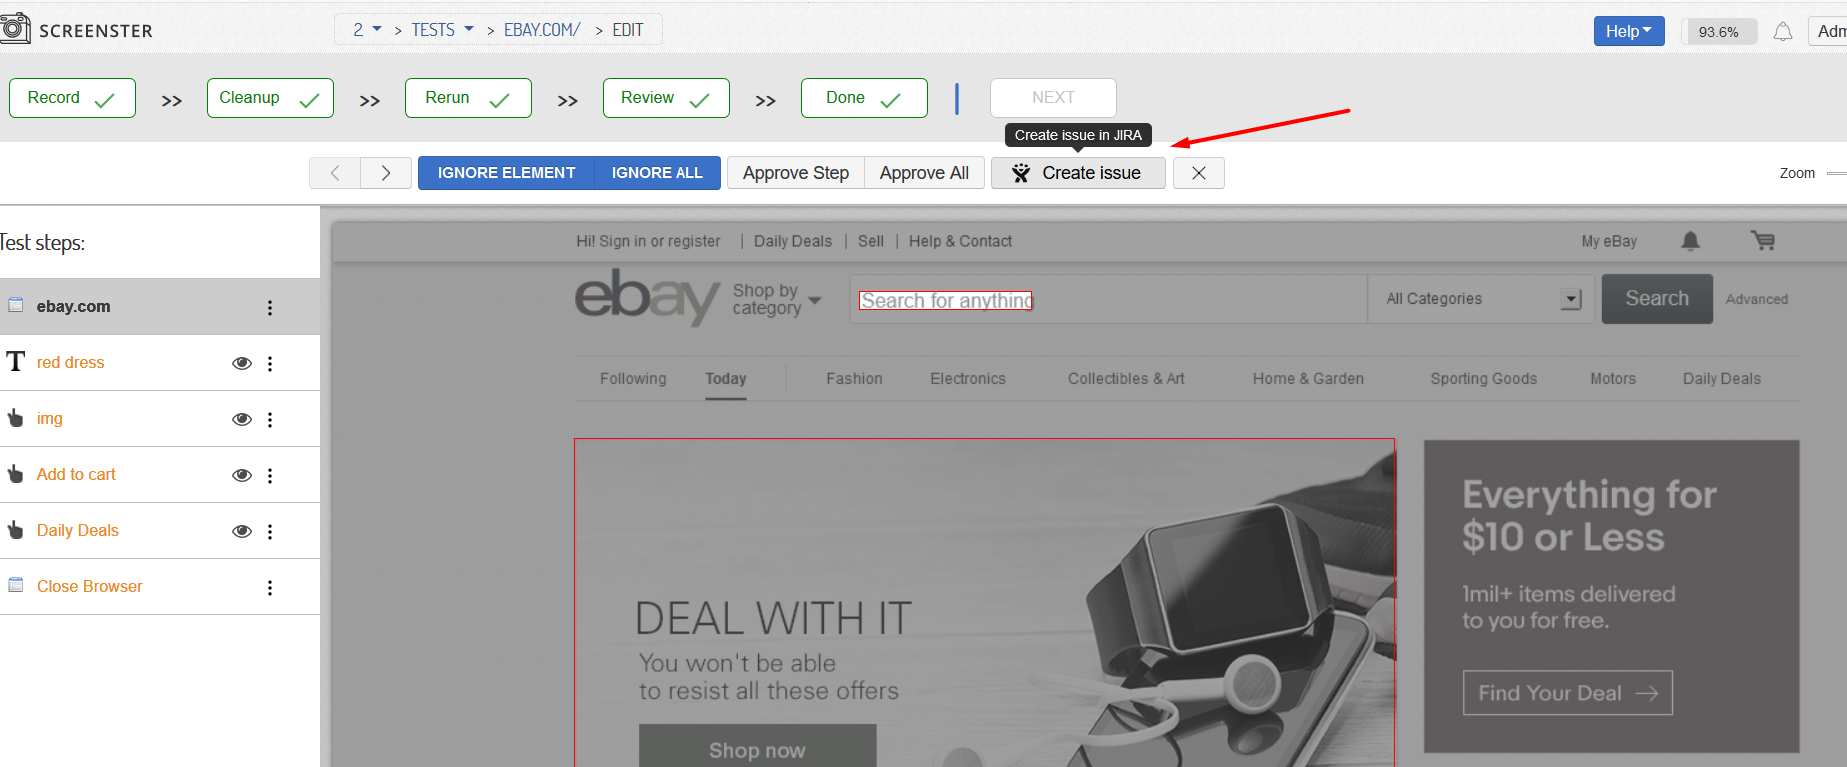 SCREENSTER
2 > TESTS > EBAY.COM/ > EDIT
Help
93.6%
Record >> Cleanup >> Rerun >> Review >> Done NEXT
Create issue in JIRA
IGNORE ELEMENT IGNORE ALL Approve Step Approve All Create issue
Zoom
Test steps:
ebay.com
T red dress
img
Add to cart
Daily Deals
Close Browser
Hi! Sign in or register | Daily Deals | Sell | Help & Contact
My eBay
ebay
Shop by
category
Search for anything
All Categories
Search
Advanced
Following Today Fashion Electronics Collectibles & Art Home & Garden Sporting Goods Motors Daily Deals
DEAL WITH IT
You won't be able
to resist all these offers
Shop now
Everything for
$10 or Less
1mil+ items delivered
to you for free.
Find Your Deal →